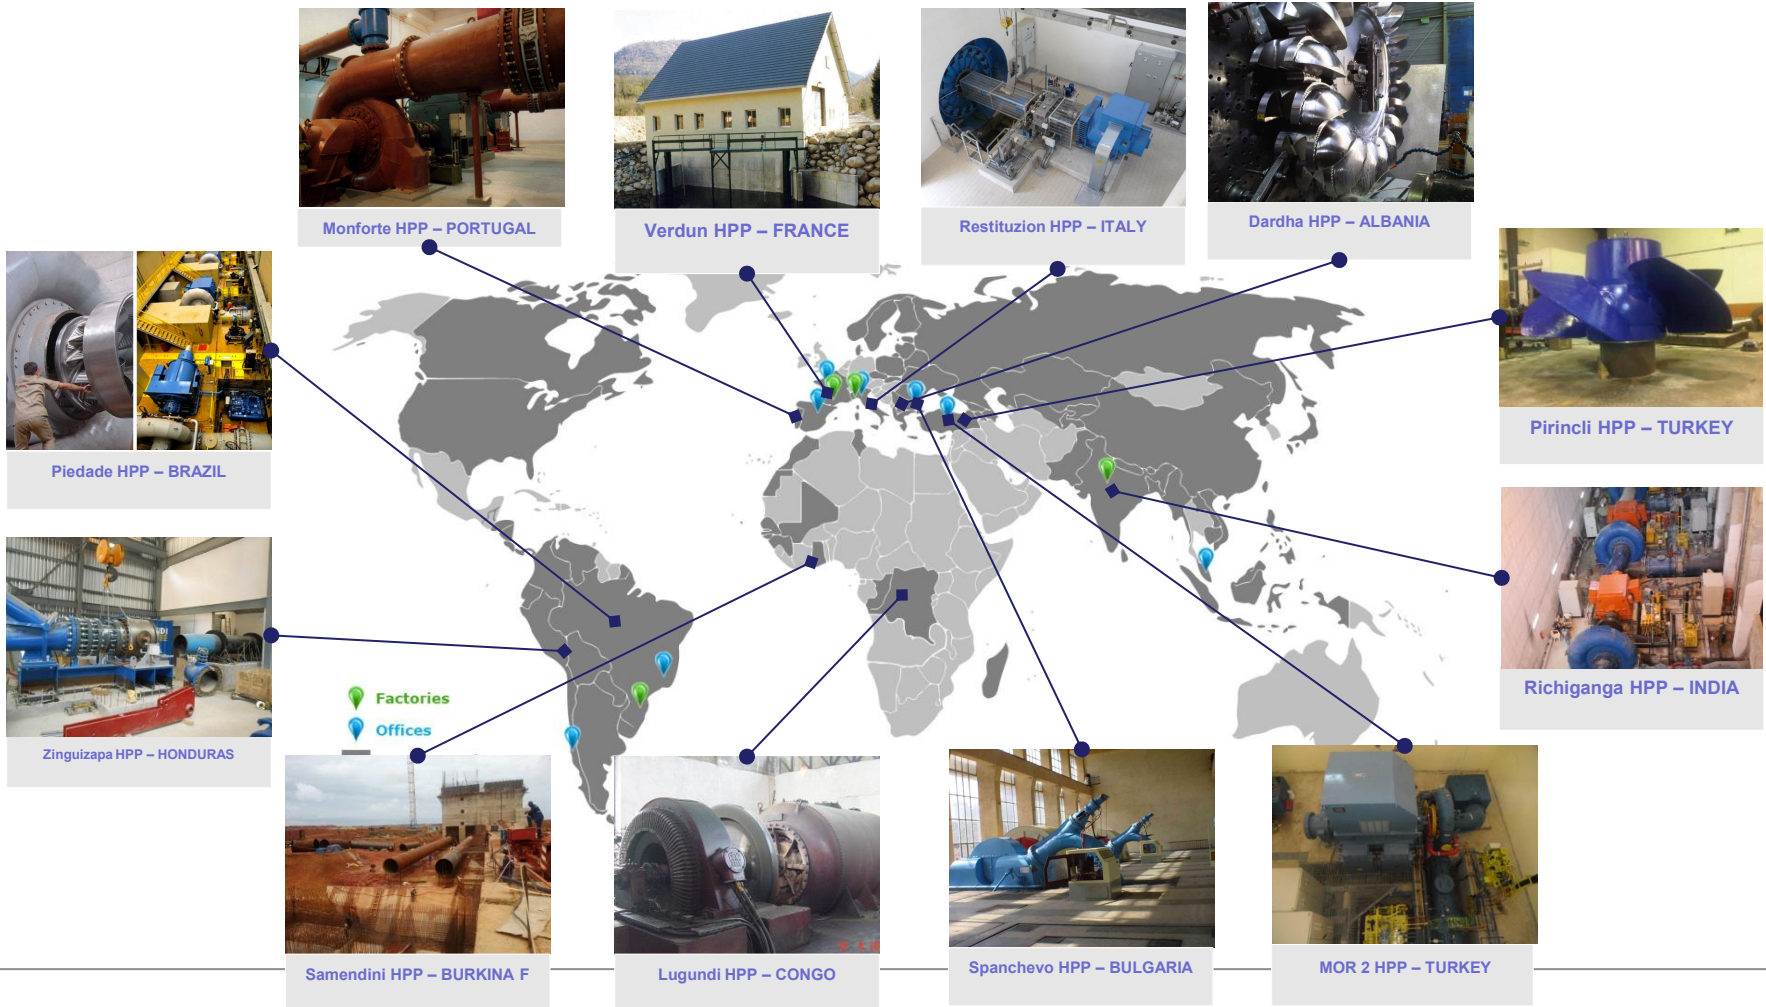 Monforte HPP – PORTUGAL
Verdun HPP – FRANCE
Restituzion HPP – ITALY
Dardha HPP – ALBANIA
Piedade HPP – BRAZIL
Pirincli HPP – TURKEY
Zinguizapa HPP – HONDURAS
Richiganga HPP – INDIA
Factories
Offices
Samendini HPP – BURKINA F
Lugundi HPP – CONGO
Spanchevo HPP – BULGARIA
MOR 2 HPP – TURKEY